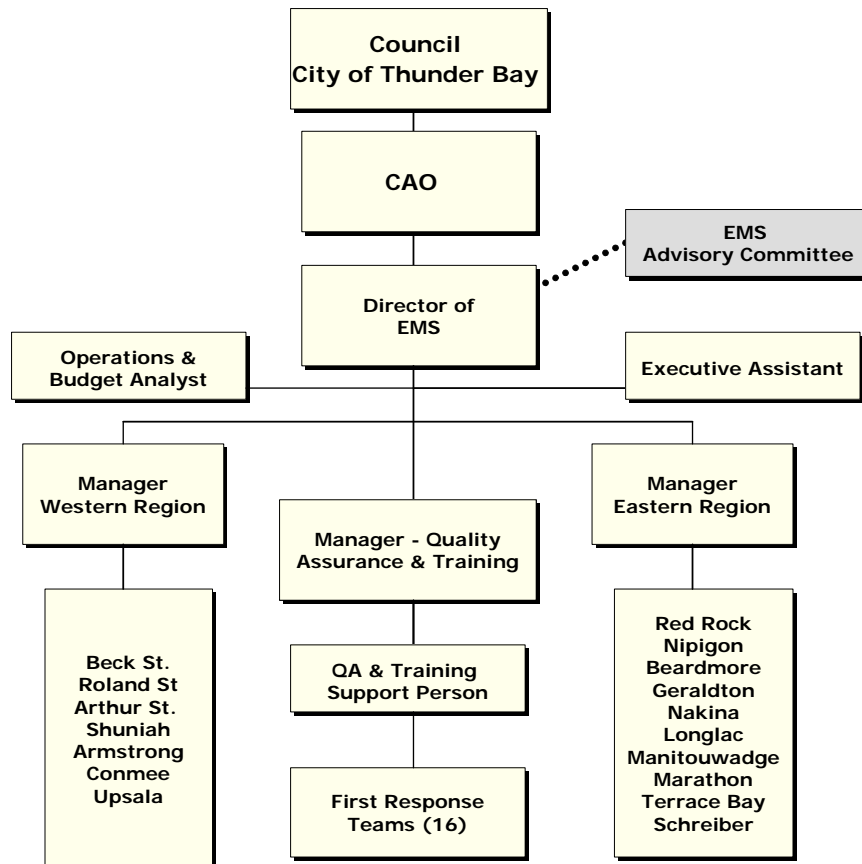 Council
City of Thunder Bay
CAO
EMS
Advisory Committee
Director of
EMS
Operations &
Budget Analyst
Executive Assistant
Manager
Western Region
Manager - Quality
Assurance & Training
Manager
Eastern Region
Beck St.
Roland St
Arthur St.
Shuniah
Armstrong
Conmee
Upsala
QA & Training
Support Person
First Response
Teams (16)
Red Rock
Nipigon
Beardmore
Geraldton
Nakina
Longlac
Manitouwadge
Marathon
Terrace Bay
Schreiber